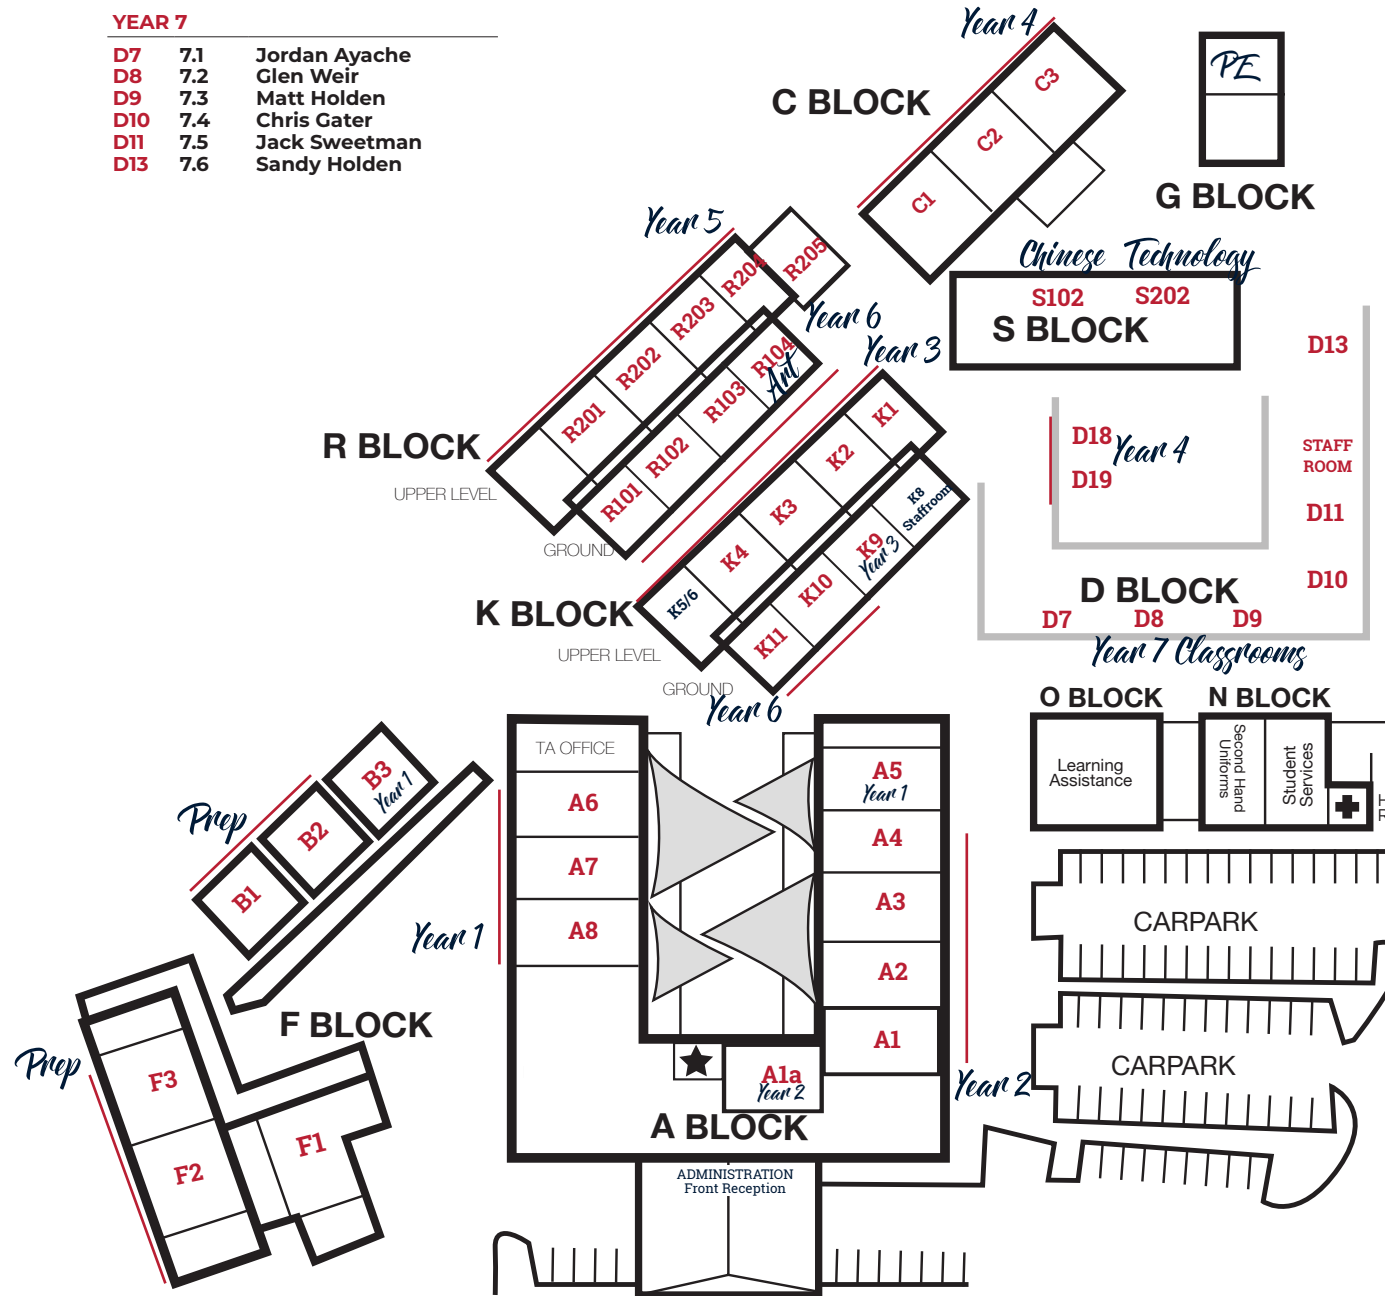 YEAR 7
D7 7.1 Jordan Ayache
D8 7.2 Glen Weir
D9 7.3 Matt Holden
D10 7.4 Chris Gater
D11 7.5 Jack Sweetman
D13 7.6 Sandy Holden
Year 4
C BLOCK
C3
C2
C1
PE
G BLOCK
Year 5
R205
R204
R203
R202
R201
R BLOCK
UPPER LEVEL
Year 6
R104
Art
R103
R102
R101
GROUND
Chinese Technology
S102 S202
S BLOCK
Year 3
K1
K2
K3
K4
K5/6
K BLOCK
UPPER LEVEL
K8
Staffroom
K9
Year 3
K10
K11
GROUND
Year 6
D13
D18
Year 4
D19
STAFF
ROOM
D11
D10
D BLOCK
D7 D8 D9
Year 7 Classrooms
O BLOCK
Learning
Assistance
N BLOCK
Second Hand
Uniforms
Student
Services
CARPARK
CARPARK
Prep
B3
Year 1
B2
B1
TA OFFICE
A6
A7
A8
Year 1
A5
Year 1
A4
A3
A2
A1
Year 2
A1a
Year 2
A BLOCK
ADMINISTRATION
Front Reception
F BLOCK
Prep
F3
F2
F1